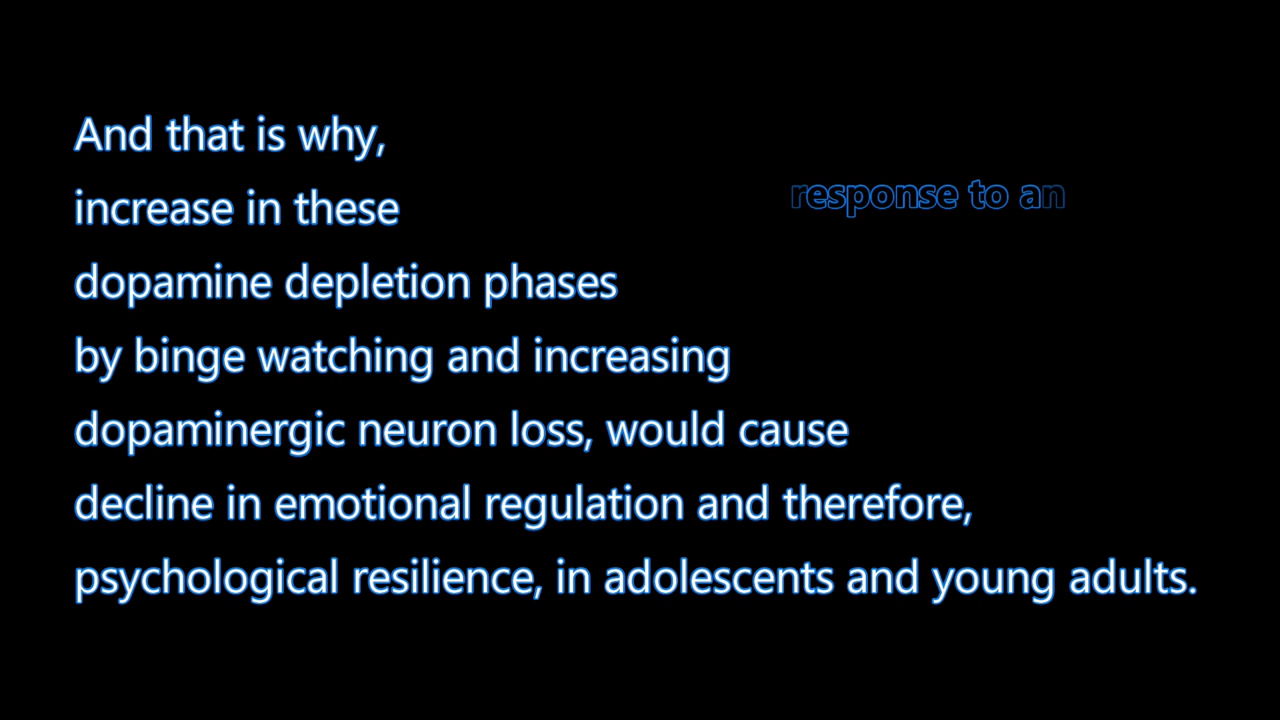 And that is why,
response to an
increase in these
dopamine depletion phases
by binge watching and increasing
dopaminergic neuron loss, would cause
decline in emotional regulation and therefore,
psychological resilience, in adolescents and young adults.